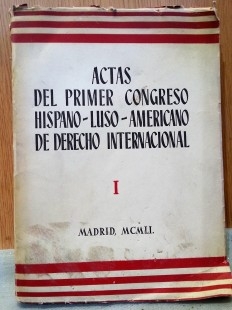 ACTAS
DEL PRIMER CONGRESO
HISPANO-LUSO-AMERICANO
DE DERECHO INTERNACIONAL
I
MADRID, MCMLI.